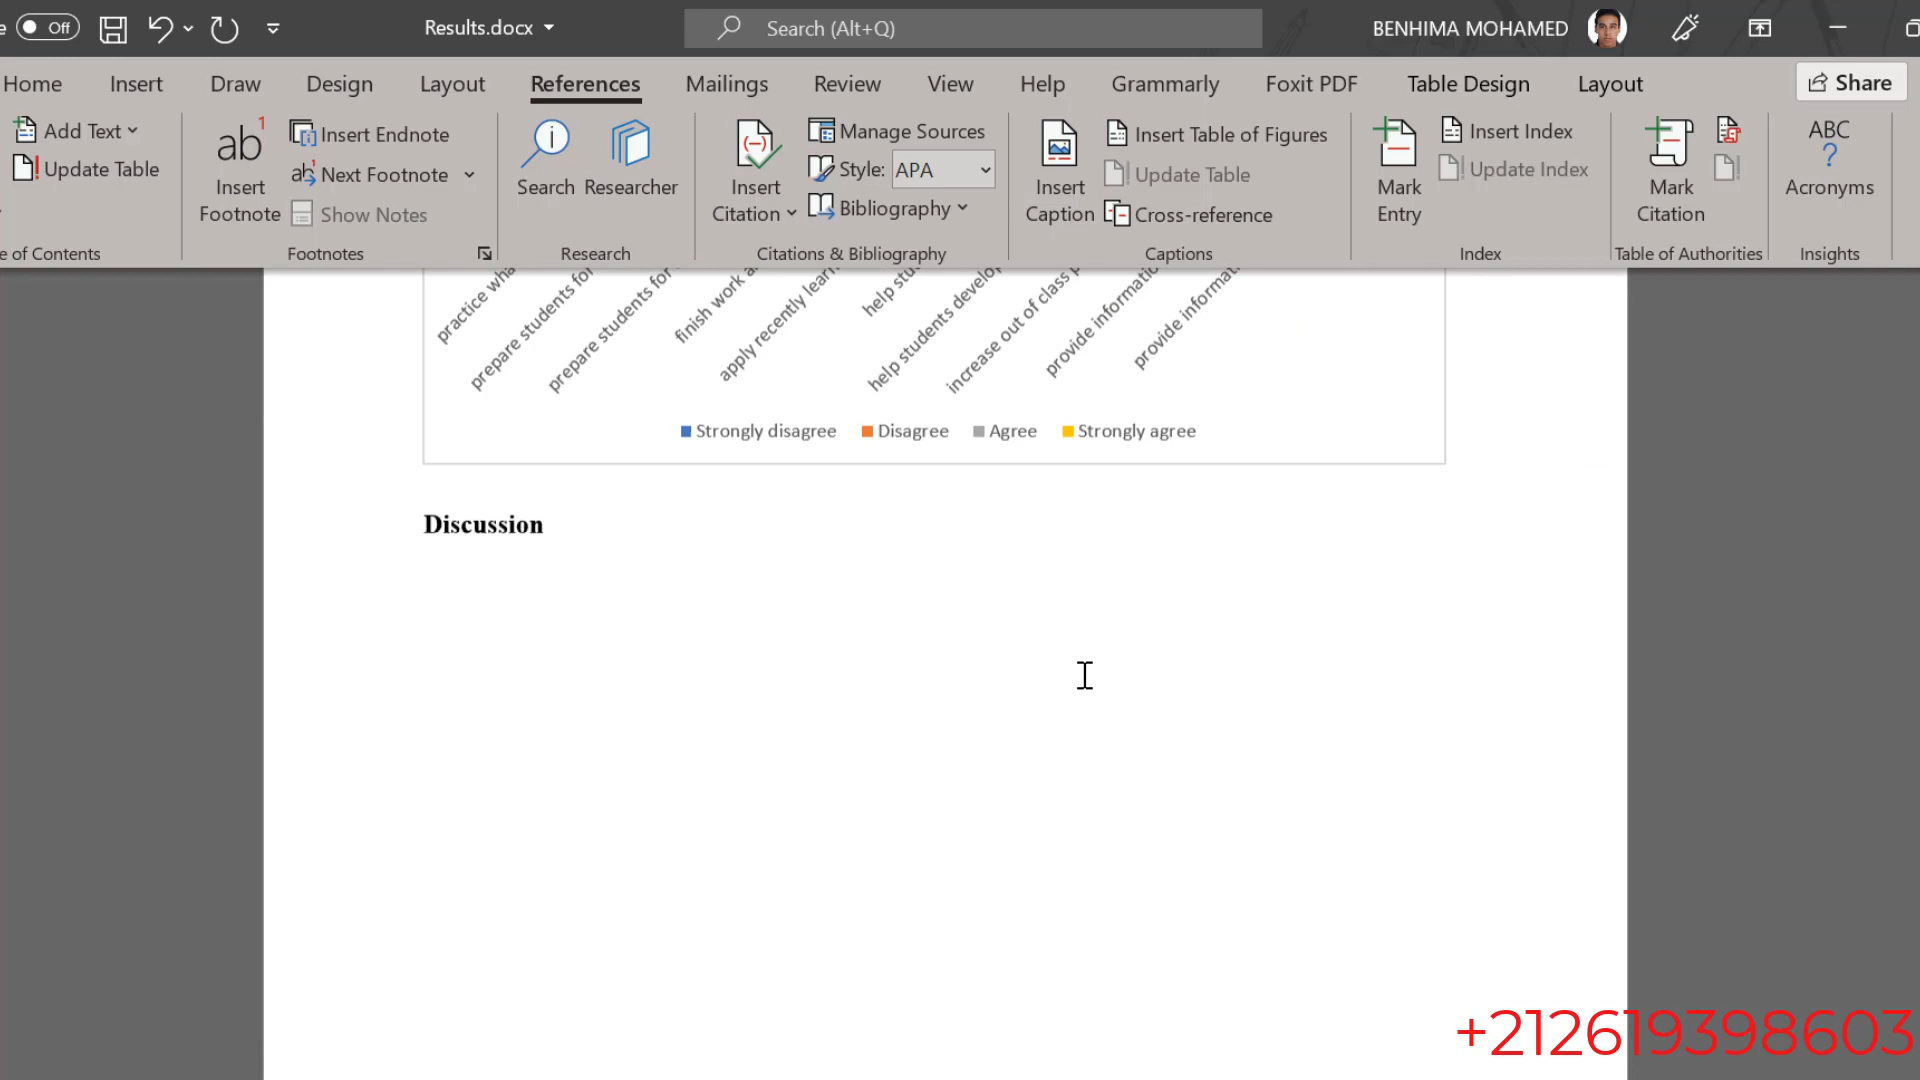 e Off Results.docx Search (Alt+Q) BENHIMA MOHAMED
Home Insert Draw Design Layout References Mailings Review View Help Grammarly Foxit PDF Table Design Layout Share
Add Text
Update Table
e of Contents
ab1
Insert
Footnote
Insert Endnote
Next Footnote
Show Notes
Footnotes
Search
Researcher
Research
Insert
Citation
Manage Sources
Style: APA
Bibliography
Citations & Bibliography
Insert
Caption
Insert Table of Figures
Update Table
Cross-reference
Captions
Mark
Entry
Insert Index
Update Index
Index
Mark
Citation
Table of Authorities
ABC
?
Acronyms
Insights
practice wha
prepare students for
prepare students for
finish work a
apply recently learn
help stu
help students develo
increase out of class p
provide informatio
provide informat
Strongly disagree Disagree Agree Strongly agree
Discussion
+212619398603